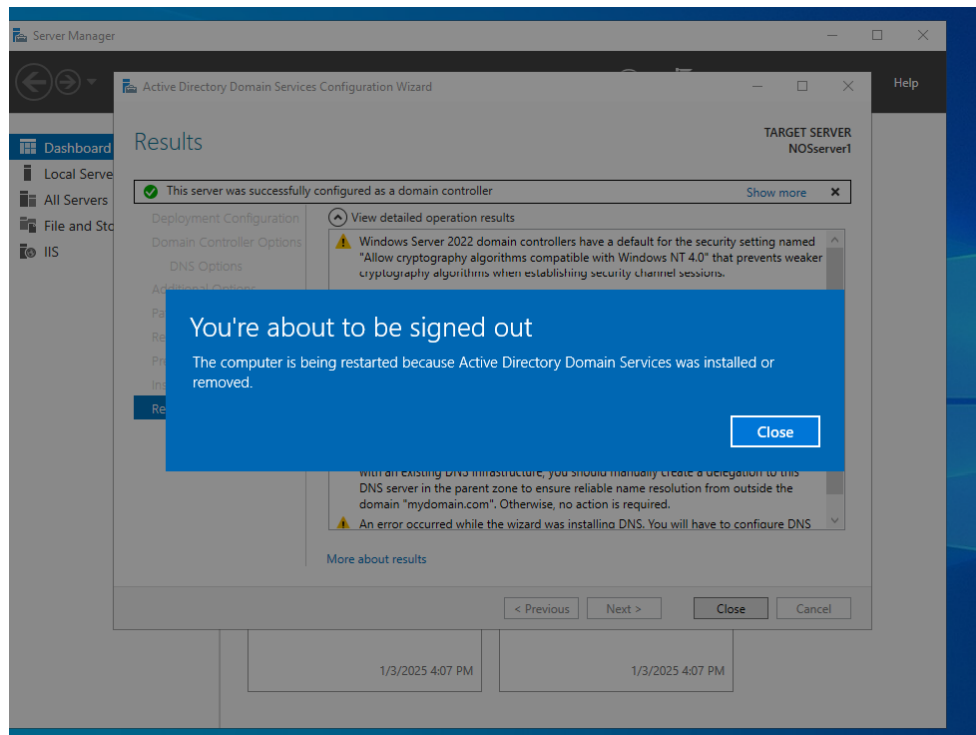 Server Manager
Help
Active Directory Domain Services Configuration Wizard
Results
TARGET SERVER
NOSserver1
Dashboard
Local Serve
All Servers
File and Sto
IIS
This server was successfully configured as a domain controller
Show more
Deployment Configuration
Domain Controller Options
DNS Options
Additional Options
Pa
Re
Pr
Ins
Re
View detailed operation results
Windows Server 2022 domain controllers have a default for the security setting named
"Allow cryptography algorithms compatible with Windows NT 4.0" that prevents weaker
cryptography algorithms when establishing security channel sessions.
You're about to be signed out
The computer is being restarted because Active Directory Domain Services was installed or
removed.
Close
with an existing DNS infrastructure, you should manually create a delegation to this
DNS server in the parent zone to ensure reliable name resolution from outside the
domain "mydomain.com". Otherwise, no action is required.
An error occurred while the wizard was installing DNS. You will have to configure DNS
More about results
< Previous
Next >
Close
Cancel
1/3/2025 4:07 PM
1/3/2025 4:07 PM